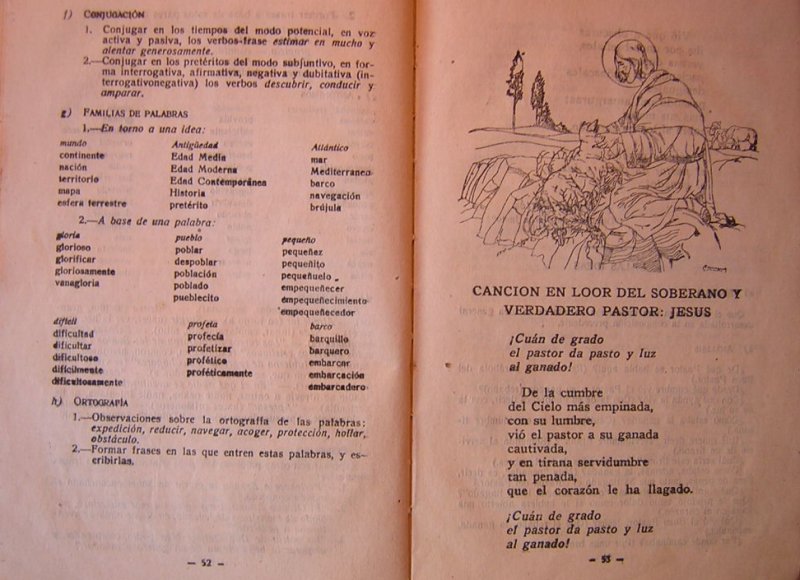 f) CONJUGACIÓN
1. Conjugar en los tiempos del modo potencial, en voz
activa y pasiva, los verbos-frase estimar en mucho y
alentar generosamente.
2.—Conjugar en los pretéritos del modo subjuntivo, en for-
ma interrogativa, afirmativa, negativa y dubitativa (in-
terrogativonegativa) los verbos descubrir, conducir y
amparar.
g) FAMILIAS DE PALABRAS
1.—En torno a una idea:
mundo Antigüedad Atlántico
continente Edad Media mar
nación Edad Moderna Mediterraneo
territorio Edad Contemporánea barco
mapa Historia navegación
esfera terrestre pretérito brújula
2.—A base de una palabra:
gloria pueblo pequeño
glorioso poblar pequeñez
glorificar despoblar pequeñito
gloriosamente población pequeñuelo
vanagloria poblado empequeñecer
pueblecito empequeñecimiento
empequeñecedor
difícil profeta barco
dificultad profecía barquillo
dificultar profetizar barquero
dificultoso profético embarcar
difícilmente proféticamente embarcación
dificultosamente embarcadero
h) ORTOGRAFÍA
1.—Observaciones sobre la ortografía de las palabras:
expedición, reducir, navegar, acoger, protección, hollar,
obstáculo.
2.—Formar frases en las que entren estas palabras, y es-
cribirlas.
— 52 —
CANCION EN LOOR DEL SOBERANO Y
VERDADERO PASTOR: JESUS
¡Cuán de grado
el pastor da pasto y luz
al ganado!
De la cumbre
del Cielo más empinada,
con su lumbre,
vió el pastor a su ganada
cautivada,
y en tirana servidumbre
tan penada,
que el corazón le ha llagado.
¡Cuán de grado
el pastor da pasto y luz
al ganado!
— 53 —